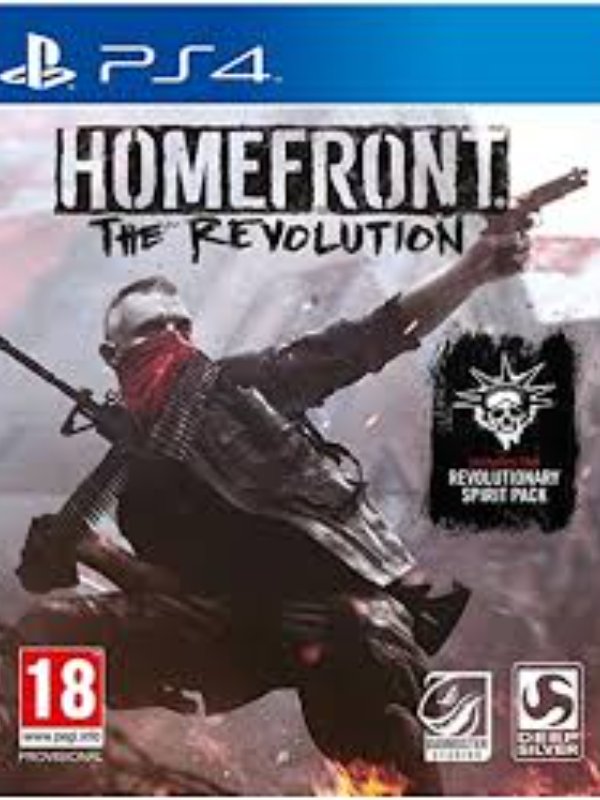 PS4
HOMEFRONT
THE REVOLUTION
REVOLUTIONARY
SPIRIT PACK
18
www.pegi.info
PROVISIONAL
DEEP
SILVER